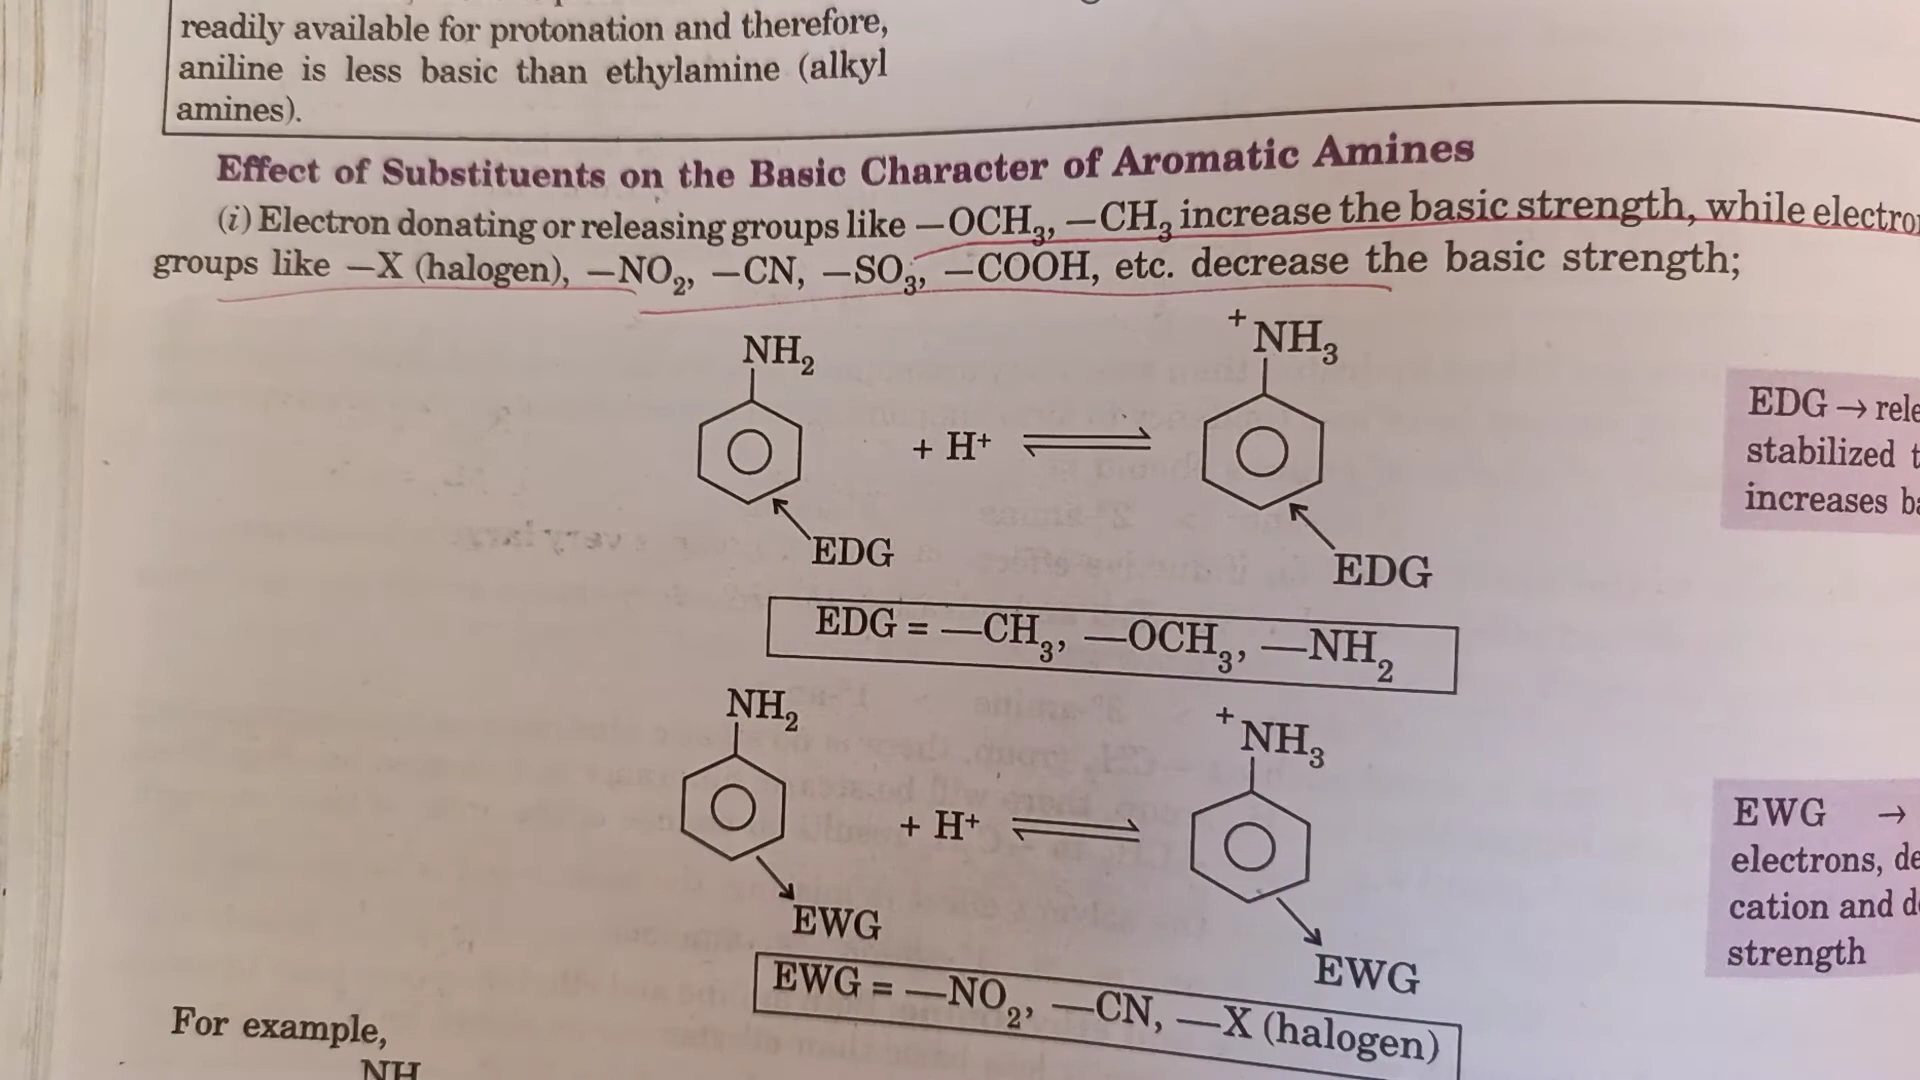 readily available for protonation and therefore,
aniline is less basic than ethylamine (alkyl
amines).
Effect of Substituents on the Basic Character of Aromatic Amines
(i) Electron donating or releasing groups like —OCH₃, —CH₃ increase the basic strength, while electro
groups like —X (halogen), —NO₂, —CN, —SO₃, —COOH, etc. decrease the basic strength;
NH₂ + H⁺ ⇌ ⁺NH₃
EDG EDG
EDG → rele
stabilized t
increases ba
EDG = —CH₃, —OCH₃, —NH₂
NH₂ + H⁺ ⇌ ⁺NH₃
EWG EWG
EWG →
electrons, de
cation and d
strength
EWG = —NO₂, —CN, —X (halogen)
For example,
NH